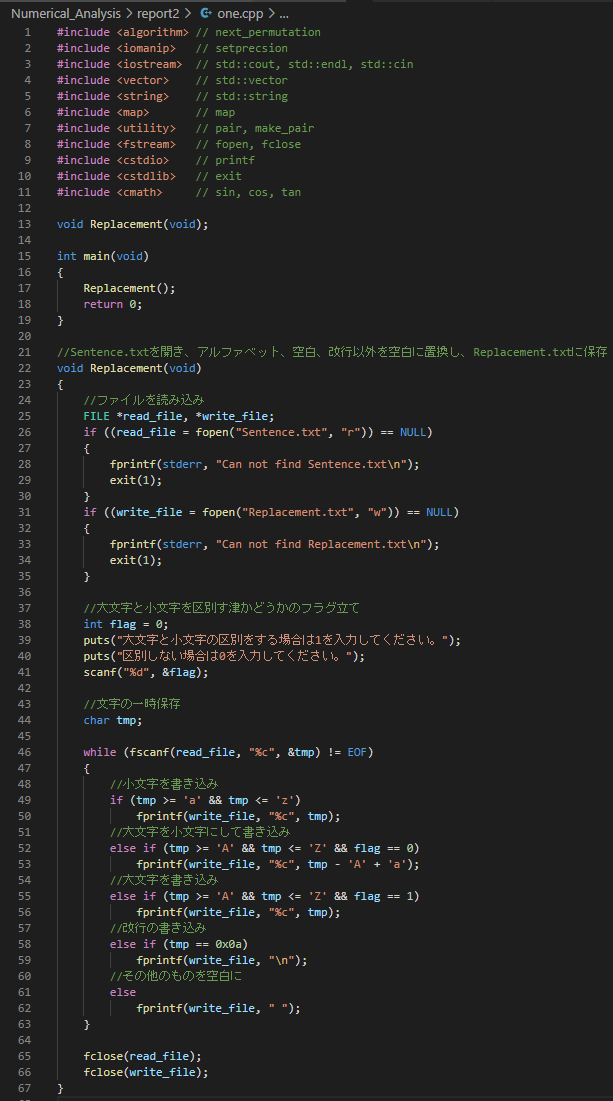 Numerical_Analysis > report2 > one.cpp > ...
1 #include <algorithm> // next_permutation
2 #include <iomanip> // setprecsion
3 #include <iostream> // std::cout, std::endl, std::cin
4 #include <vector> // std::vector
5 #include <string> // std::string
6 #include <map> // map
7 #include <utility> // pair, make_pair
8 #include <fstream> // fopen, fclose
9 #include <cstdio> // printf
10 #include <cstdlib> // exit
11 #include <cmath> // sin, cos, tan
12
13 void Replacement(void);
14
15 int main(void)
16 {
17 Replacement();
18 return 0;
19 }
20
21 //Sentence.txtを開き、アルファベット、空白、改行以外を空白に置換し、Replacement.txtに保存
22 void Replacement(void)
23 {
24 //ファイルを読み込み
25 FILE *read_file, *write_file;
26 if ((read_file = fopen("Sentence.txt", "r")) == NULL)
27 {
28 fprintf(stderr, "Can not find Sentence.txt\n");
29 exit(1);
30 }
31 if ((write_file = fopen("Replacement.txt", "w")) == NULL)
32 {
33 fprintf(stderr, "Can not find Replacement.txt\n");
34 exit(1);
35 }
36
37 //大文字と小文字を区別す津かどうかのフラグ立て
38 int flag = 0;
39 puts("大文字と小文字の区別をする場合は1を入力してください。");
40 puts("区別しない場合は0を入力してください。");
41 scanf("%d", &flag);
42
43 //文字の一時保存
44 char tmp;
45
46 while (fscanf(read_file, "%c", &tmp) != EOF)
47 {
48 //小文字を書き込み
49 if (tmp >= 'a' && tmp <= 'z')
50 fprintf(write_file, "%c", tmp);
51 //大文字を小文字にして書き込み
52 else if (tmp >= 'A' && tmp <= 'Z' && flag == 0)
53 fprintf(write_file, "%c", tmp - 'A' + 'a');
54 //大文字を書き込み
55 else if (tmp >= 'A' && tmp <= 'Z' && flag == 1)
56 fprintf(write_file, "%c", tmp);
57 //改行の書き込み
58 else if (tmp == 0x0a)
59 fprintf(write_file, "\n");
60 //その他のものを空白に
61 else
62 fprintf(write_file, " ");
63 }
64
65 fclose(read_file);
66 fclose(write_file);
67 }